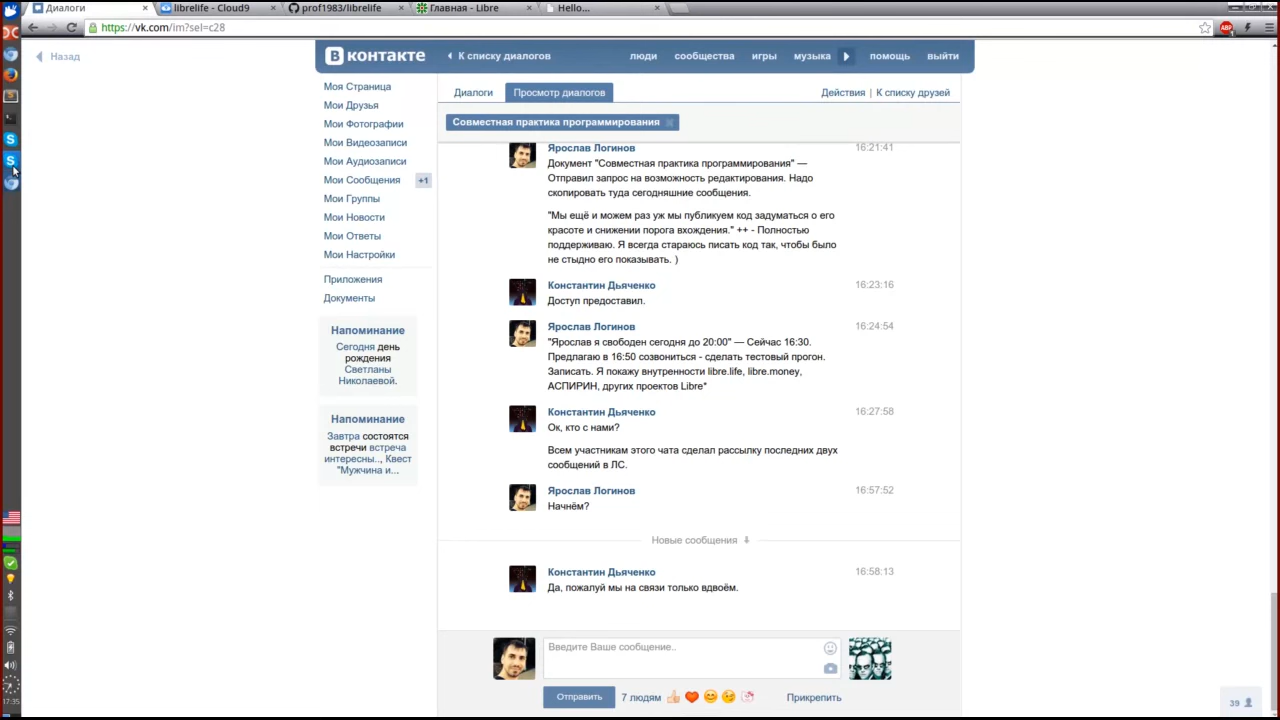 Диалоги
librelife - Cloud9
prof1983/librelife
Главная - Libre
Hello...
https://vk.com/im?sel=c28
ABP
Назад
В контакте
К списку диалогов
люди
сообщества
игры
музыка
помощь
выйти
Моя Страница
Мои Друзья
Мои Фотографии
Мои Видеозаписи
Мои Аудиозаписи
Мои Сообщения +1
Мои Группы
Мои Новости
Мои Ответы
Мои Настройки
Приложения
Документы
Напоминание
Сегодня день
рождения
Светланы
Николаевой.
Напоминание
Завтра состоятся
встречи встреча
интересны.., Квест
"Мужчина и...
Диалоги
Просмотр диалогов
Действия | К списку друзей
Совместная практика программирования
Ярослав Логинов 16:21:41
Документ "Совместная практика программирования" —
Отправил запрос на возможность редактирования. Надо
скопировать туда сегодняшние сообщения.
"Мы ещё и можем раз уж мы публикуем код задуматься о его
красоте и снижении порога вхождения." ++ - Полностью
поддерживаю. Я всегда стараюсь писать код так, чтобы было
не стыдно его показывать. )
Константин Дьяченко 16:23:16
Доступ предоставил.
Ярослав Логинов 16:24:54
"Ярослав я свободен сегодня до 20:00" — Сейчас 16:30.
Предлагаю в 16:50 созвониться - сделать тестовый прогон.
Записать. Я покажу внутренности libre.life, libre.money,
АСПИРИН, других проектов Libre*
Константин Дьяченко 16:27:58
Ок, кто с нами?
Всем участникам этого чата сделал рассылку последних двух
сообщений в ЛС.
Ярослав Логинов 16:57:52
Начнём?
Новые сообщения
Константин Дьяченко 16:58:13
Да, пожалуй мы на связи только вдвоём.
Введите Ваше сообщение..
Отправить
7 людям
Прикрепить
17:35
39